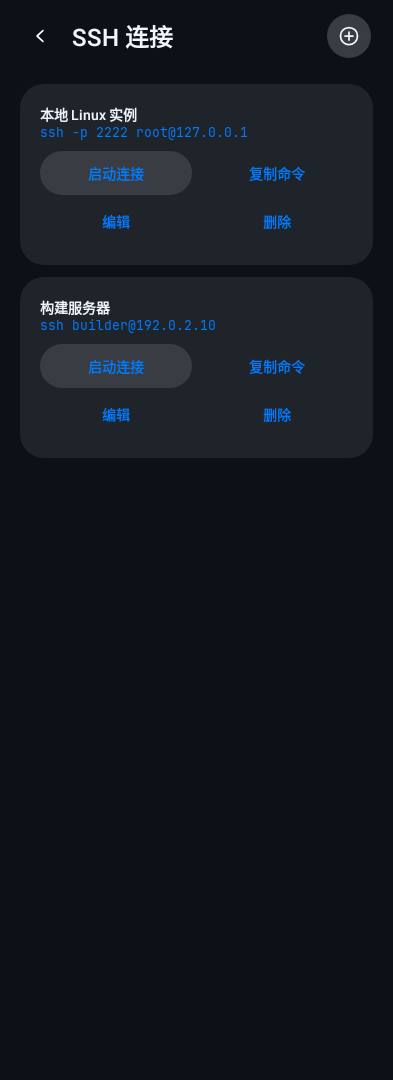 SSH 连接
本地 Linux 实例
ssh -p 2222 root@127.0.0.1
启动连接 复制命令
编辑 删除
构建服务器
ssh builder@192.0.2.10
启动连接 复制命令
编辑 删除